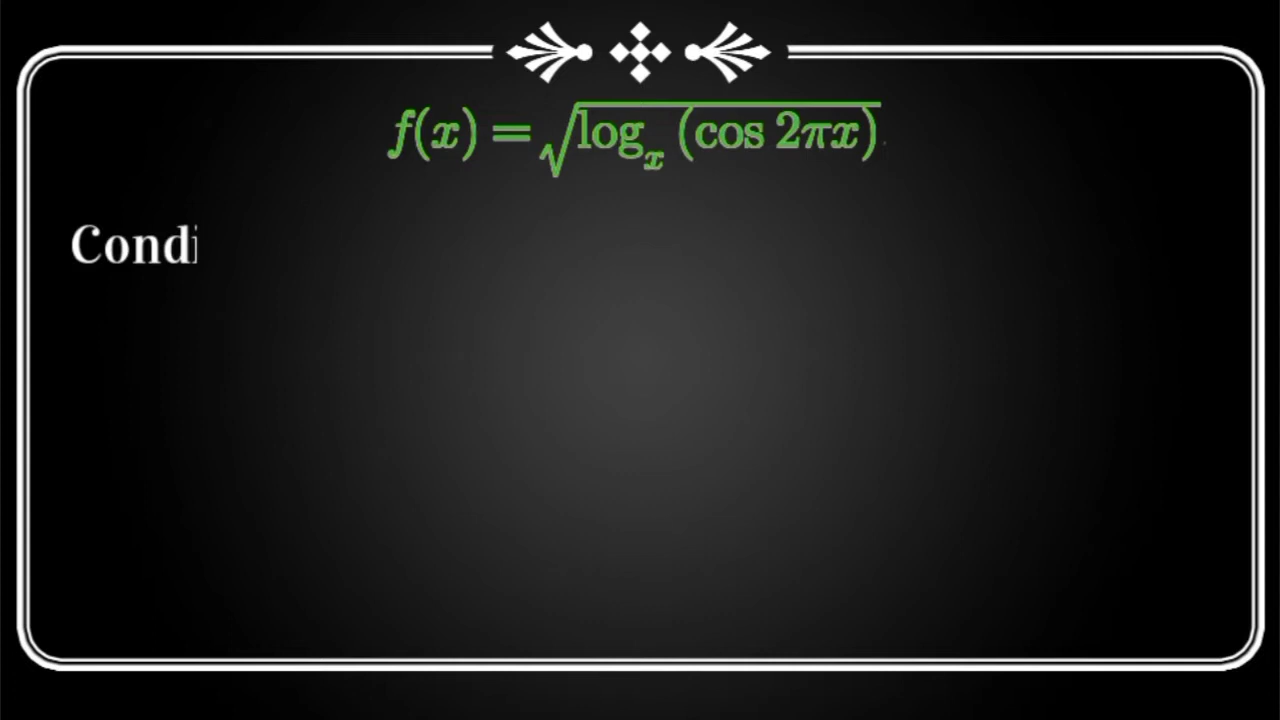 f(x) = √log_x (cos 2πx)
Condi